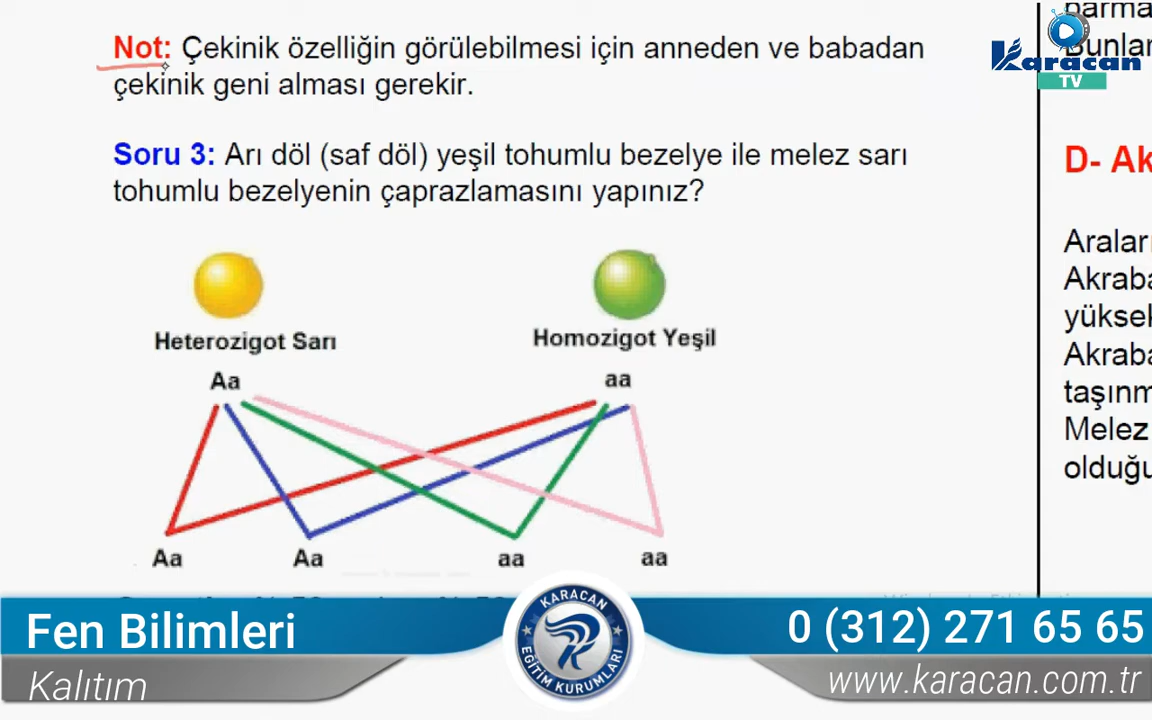 Not: Çekinik özelliğin görülebilmesi için anneden ve babadan
çekinik geni alması gerekir.
Soru 3: Arı döl (saf döl) yeşil tohumlu bezelye ile melez sarı
tohumlu bezelyenin çaprazlamasını yapınız?
Heterozigot Sarı
Homozigot Yeşil
Aa
aa
Aa
Aa
aa
aa
Karacan
TV
D- Ak
Aralar
Akraba
yüksek
Akraba
taşınm
Melez
olduğu
Fen Bilimleri
Kalıtım
KARACAN
EĞİTİM KURUMLARI
0 (312) 271 65 65
www.karacan.com.tr